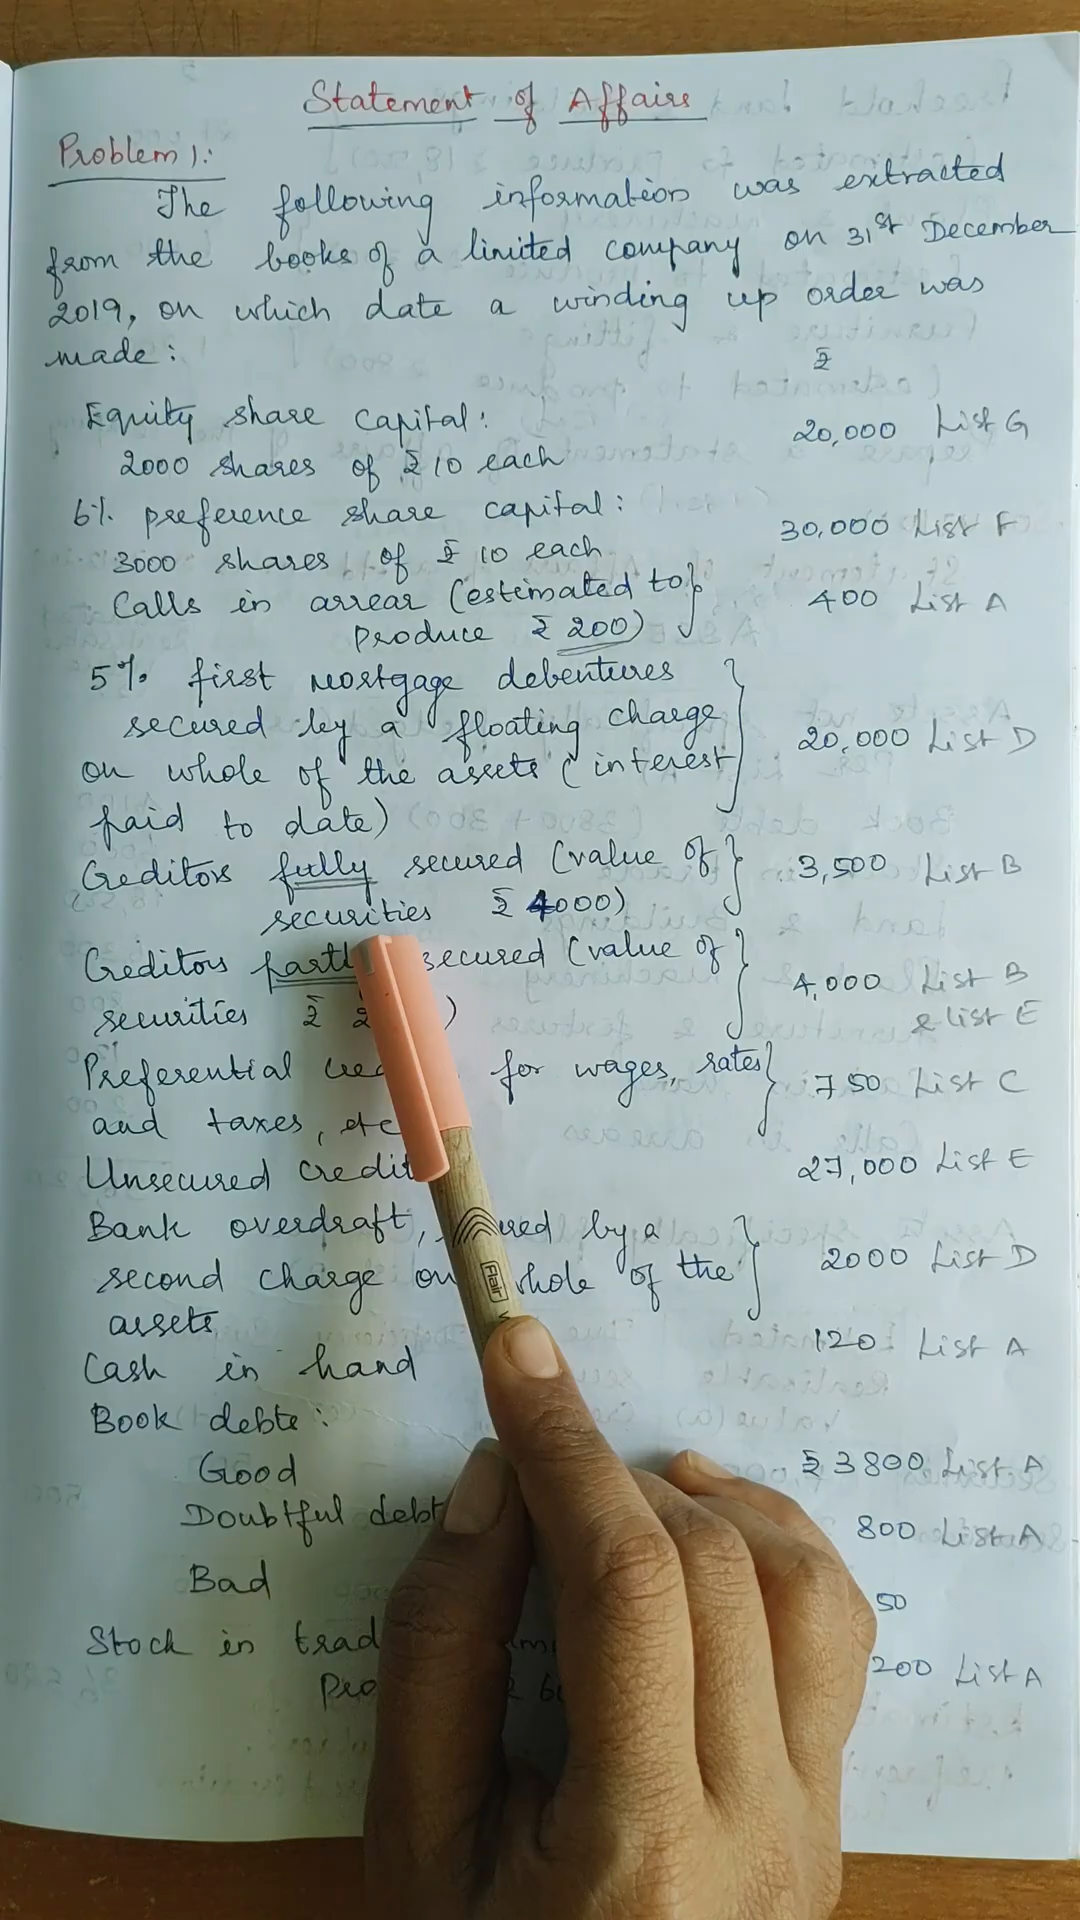 Statement of Affairs
Problem 1:
The following information was extracted
from the books of a limited company on 31st December
2019, on which date a winding up order was
made:
₹
Equity share capital:
2000 shares of ₹ 10 each 20,000 List G
6% preference share capital:
3000 shares of ₹ 10 each 30,000 List F
Calls in arrear (estimated to
produce ₹ 200) 400 List A
5% first mortgage debentures
secured by a floating charge
on whole of the assets (interest 20,000 List D
paid to date)
Creditors fully secured (value of 3,500 List B
securities ₹ 4000)
Creditors secured (value of
securities ₹ 2 ) 4,000 List B
& List E
Preferential for wages, rates 750 List C
and taxes, etc
Unsecured 27,000 List E
Bank overdraft, by a
second charge on whole of the 2000 List D
assets
Cash in hand 120 List A
Book debts:
Good ₹ 3800 List A
Doubtful debt 800 List A
Bad 50
Stock in 200 List A
Flair